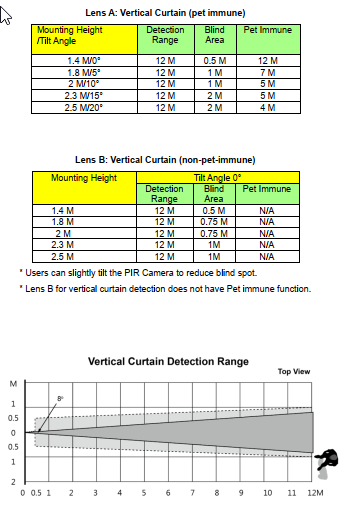 Lens A: Vertical Curtain (pet immune)
Mounting Height /Tilt Angle Detection Range Blind Area Pet Immune
1.4 M/0° 12 M 0.5 M 12 M
1.8 M/5° 12 M 1 M 7 M
2 M/10° 12 M 1 M 5 M
2.3 M/15° 12 M 2 M 5 M
2.5 M/20° 12 M 2 M 4 M
Lens B: Vertical Curtain (non-pet-immune)
Mounting Height Tilt Angle 0°
Detection Range Blind Area Pet Immune
1.4 M 12 M 0.5 M N/A
1.8 M 12 M 0.75 M N/A
2 M 12 M 0.75 M N/A
2.3 M 12 M 1M N/A
2.5 M 12 M 1M N/A
* Users can slightly tilt the PIR Camera to reduce blind spot.
* Lens B for vertical curtain detection does not have Pet immune function.
Vertical Curtain Detection Range
Top View
M
8°
1
0.5
0
0.5
1
2
0 0.5 1 2 3 4 5 6 7 8 9 10 11 12M